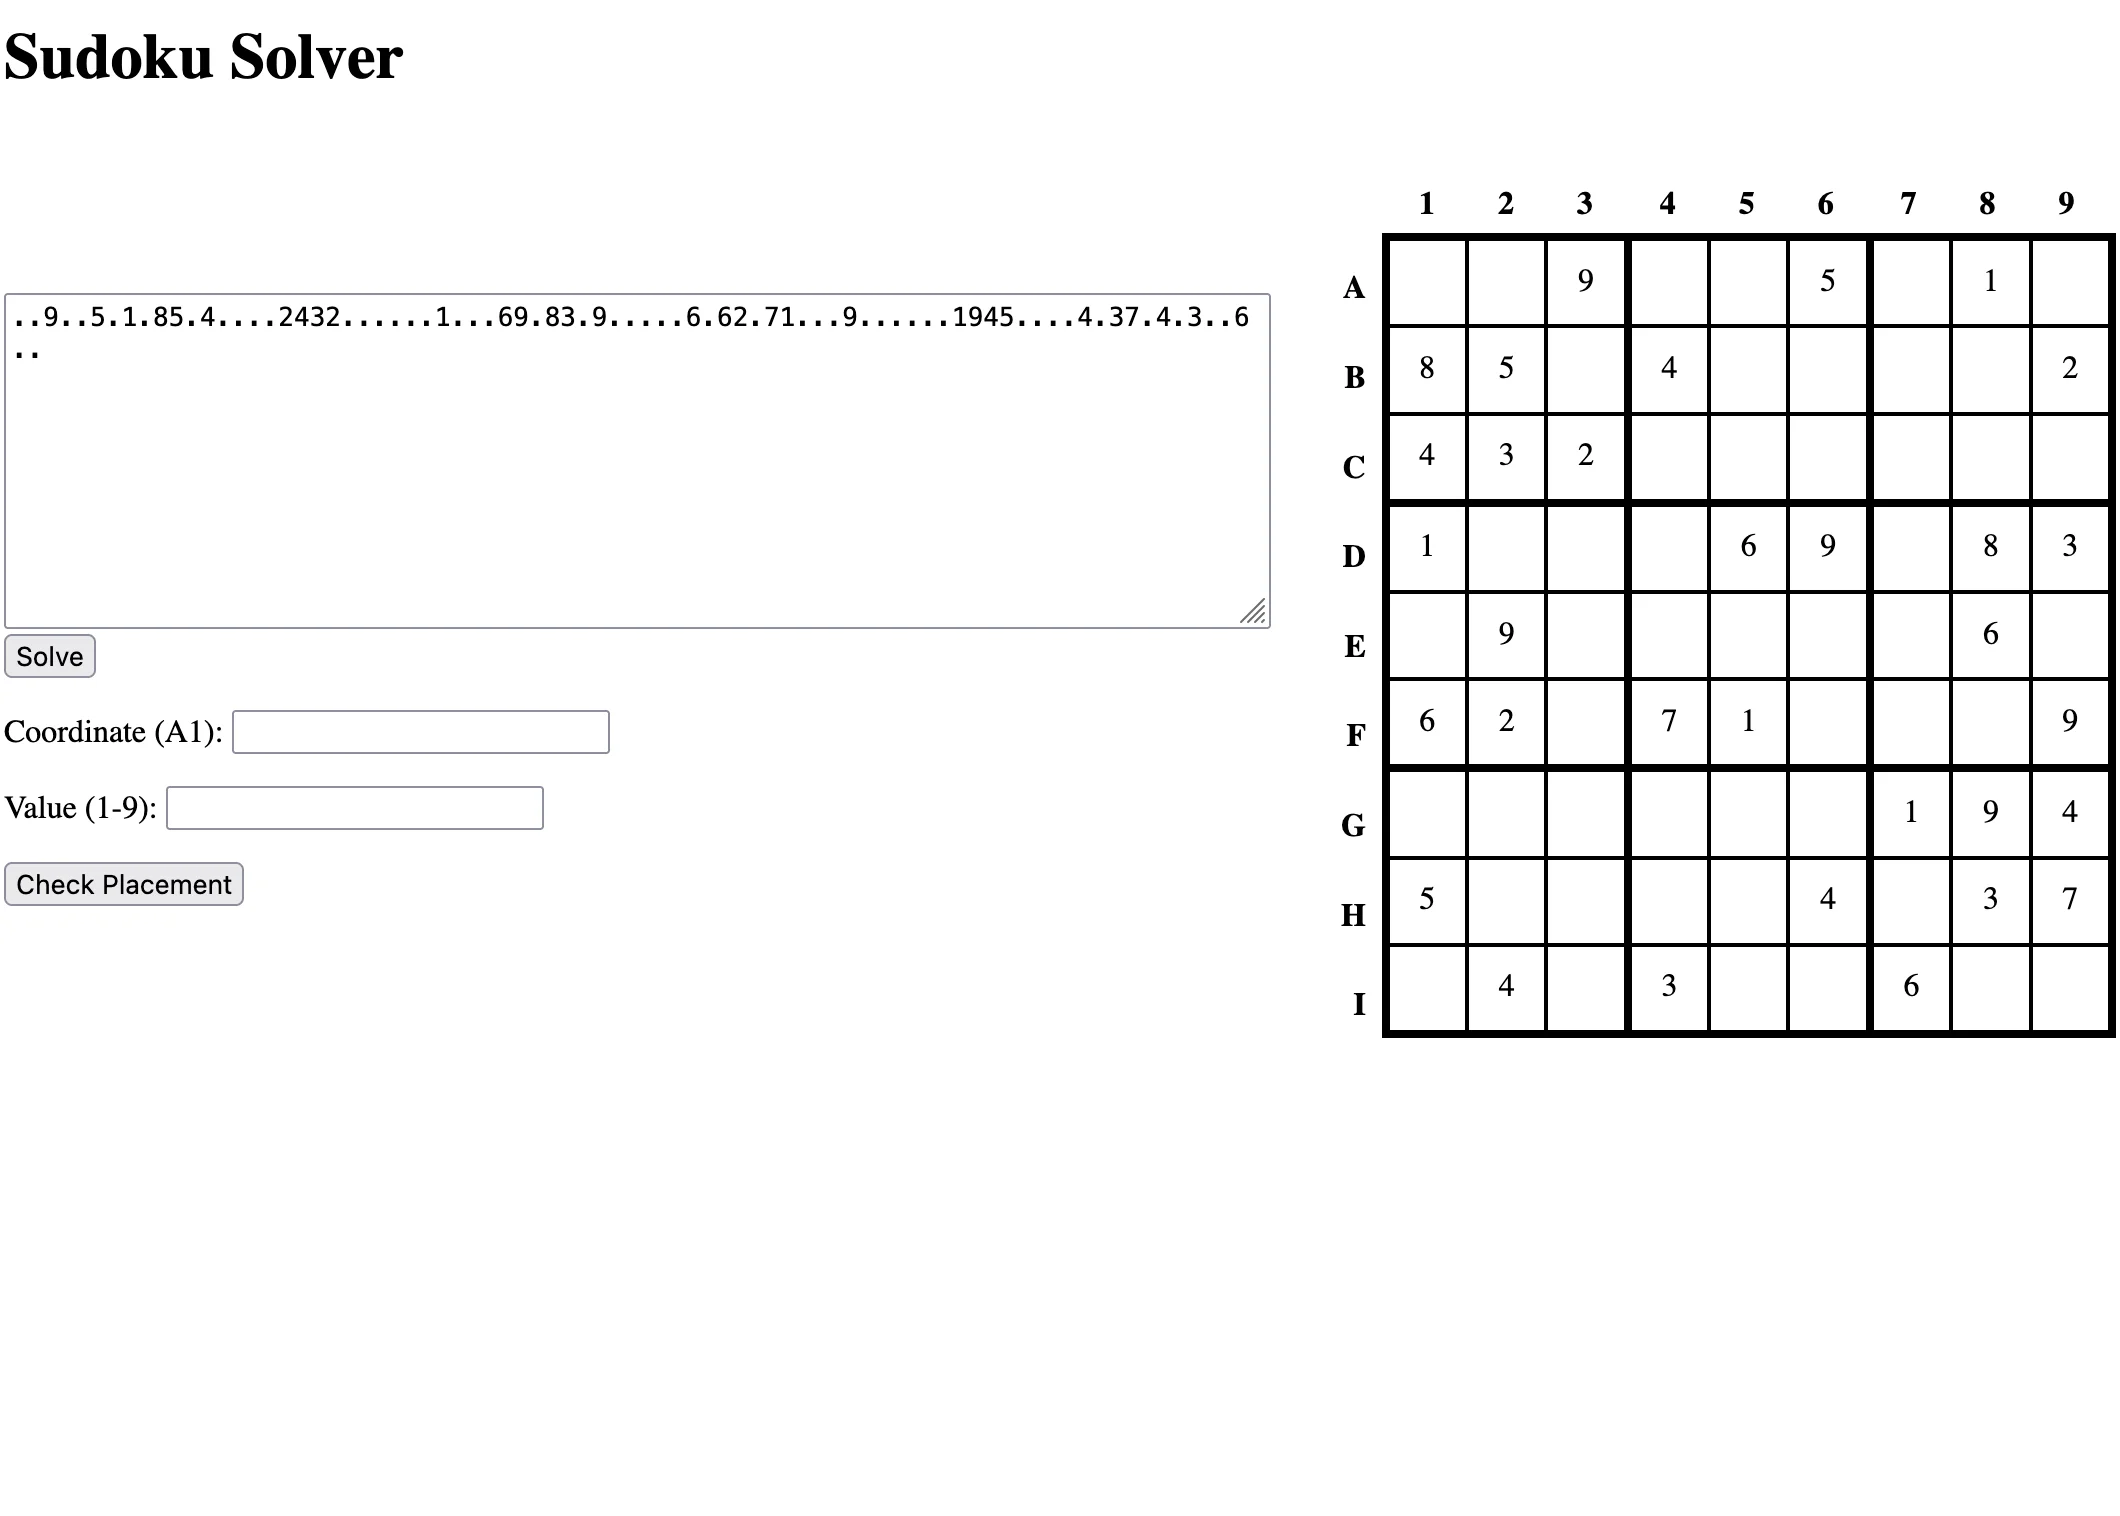 Sudoku Solver
..9..5.1.85.4....2432......1...69.83.9.....6.62.71...9......1945....4.37.4.3..6
..
Solve
Coordinate (A1):
Value (1-9):
Check Placement
1 2 3 4 5 6 7 8 9
A 9 5 1
B 8 5 4 2
C 4 3 2
D 1 6 9 8 3
E 9 6
F 6 2 7 1 9
G 1 9 4
H 5 4 3 7
I 4 3 6